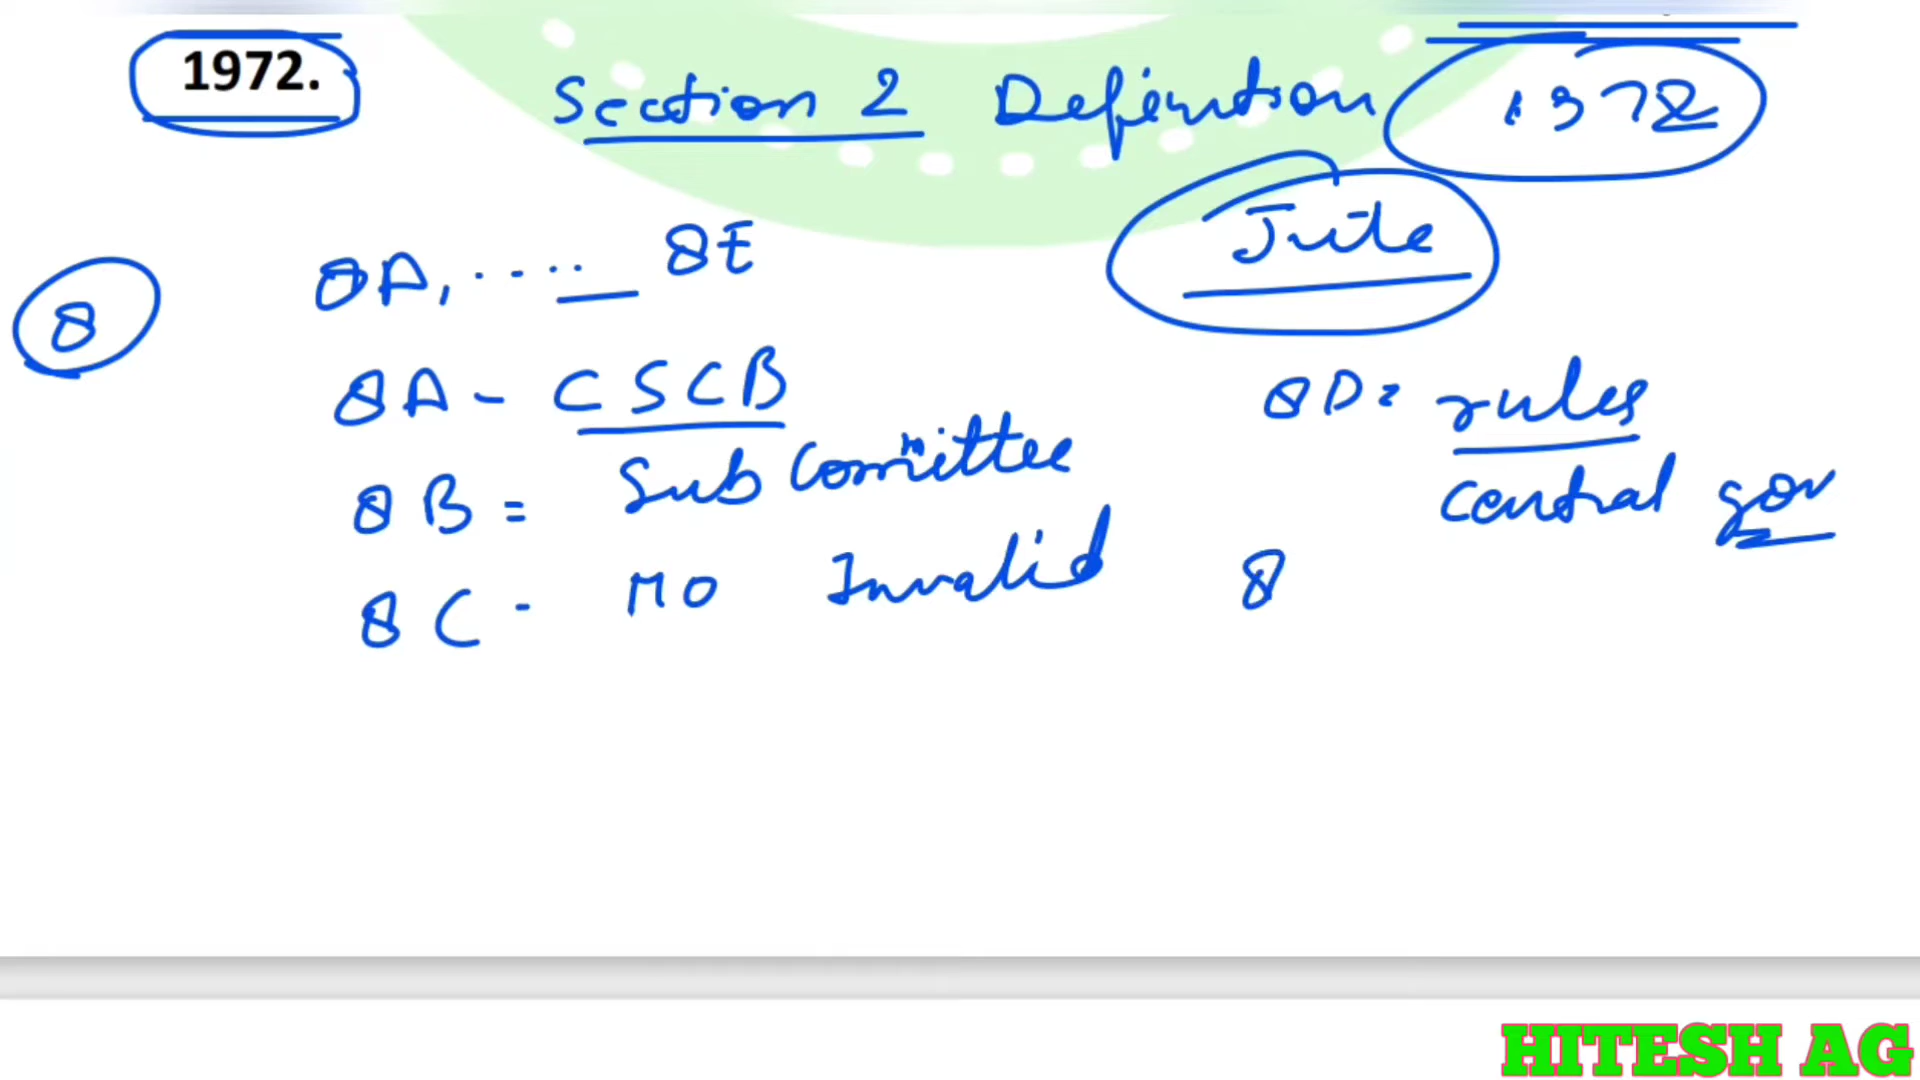 1972.
Section 2 Definition 1972
Jute
8
8A, ..... 8E
8A - CSCB
8D = rules
Central gov
8B = Sub Committee
8C - No Invalid
8
HITESH AG